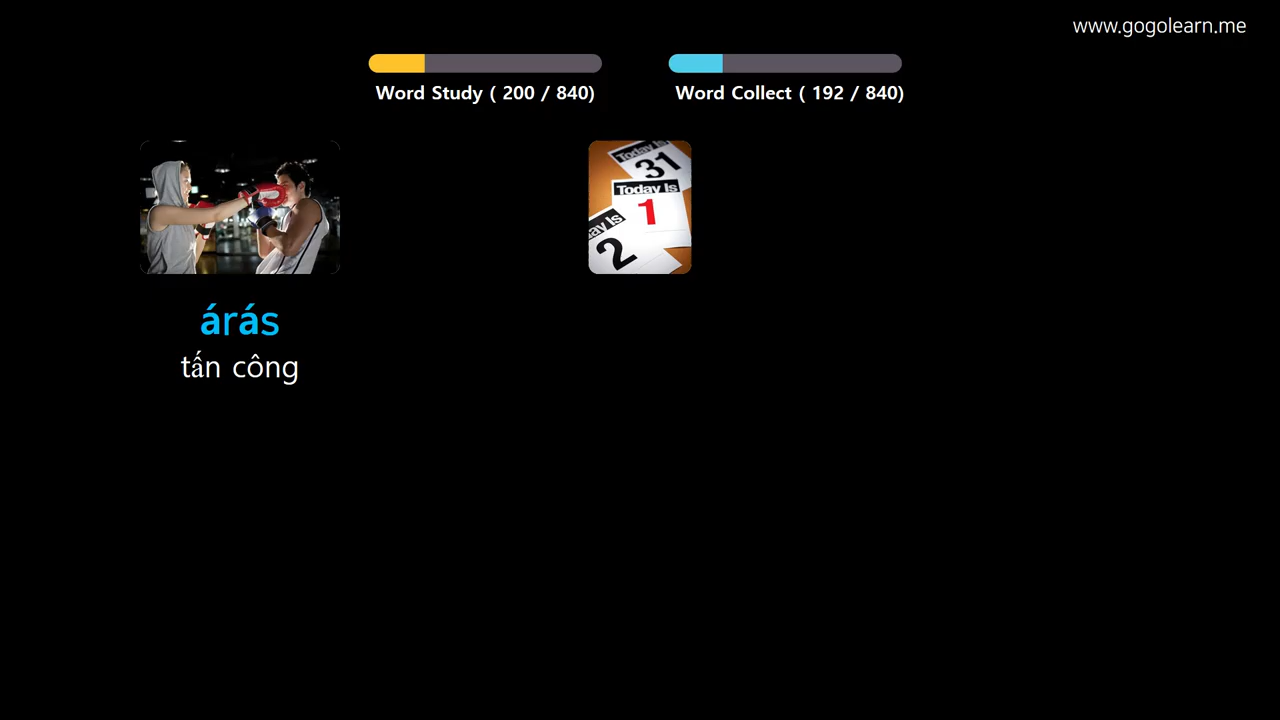 www.gogolearn.me
Word Study ( 200 / 840)
Word Collect ( 192 / 840)
Today Is
31
Today Is
1
ay Is
2
árás
tấn công